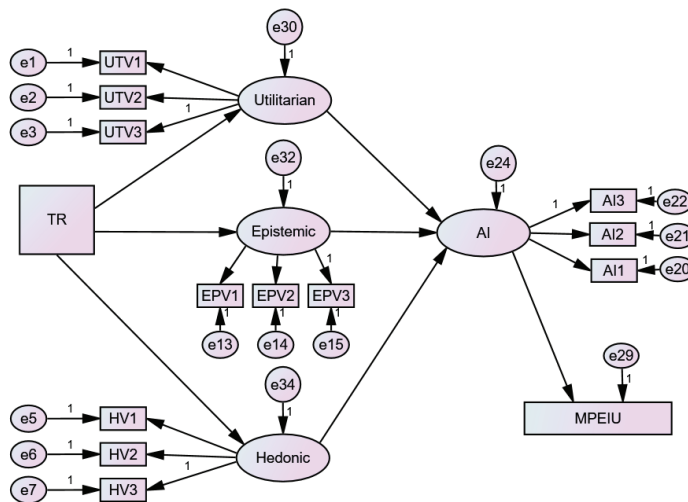 e30
1
e1
1
UTV1
e2
1
UTV2
1
Utilitarian
e3
1
UTV3
e32
1
e24
1
TR
Epistemic
AI
1
AI3
1
e22
AI2
1
e21
AI1
1
e20
1
EPV1
EPV2
EPV3
1
1
1
e13
e14
e15
e34
1
e29
1
MPEIU
e5
1
HV1
e6
1
HV2
Hedonic
1
e7
1
HV3